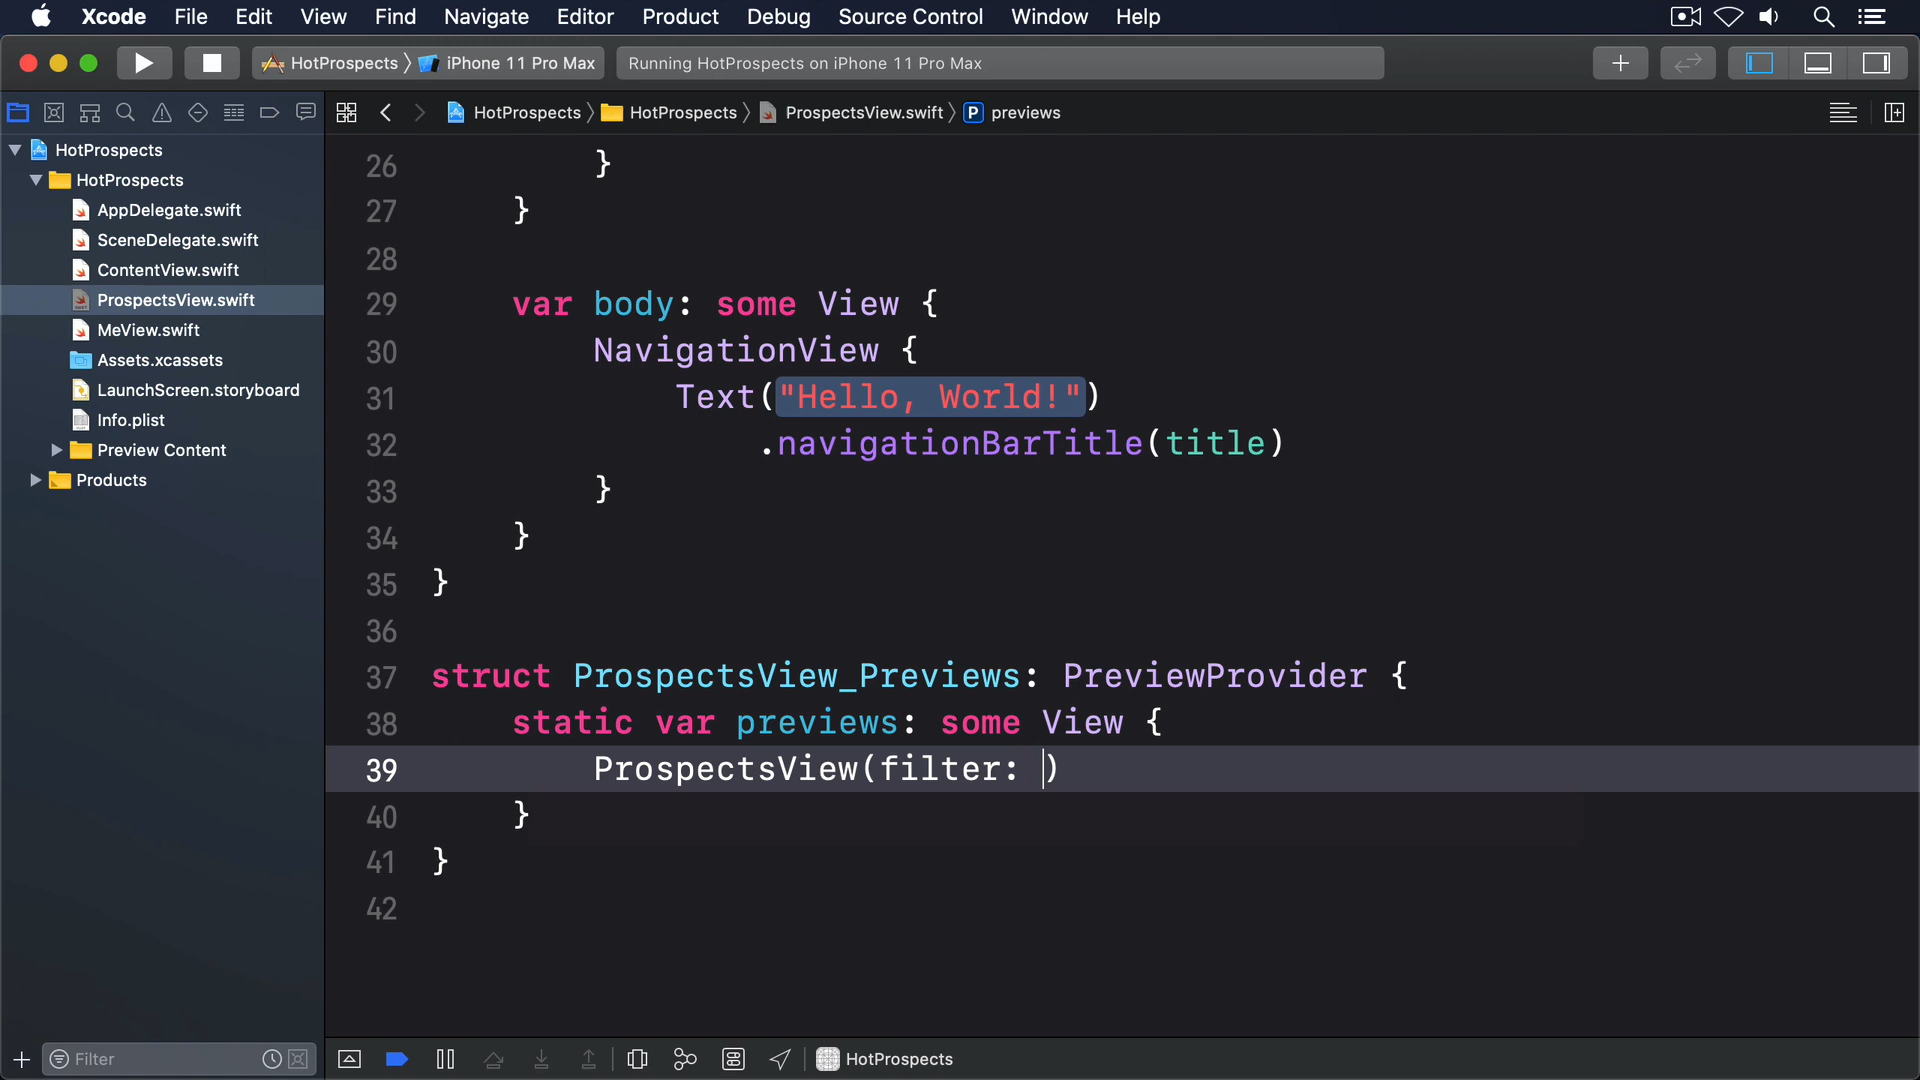 Xcode File Edit View Find Navigate Editor Product Debug Source Control Window Help
HotProspects iPhone 11 Pro Max Running HotProspects on iPhone 11 Pro Max
HotProspects HotProspects ProspectsView.swift P previews
HotProspects
HotProspects
AppDelegate.swift
SceneDelegate.swift
ContentView.swift
ProspectsView.swift
MeView.swift
Assets.xcassets
LaunchScreen.storyboard
Info.plist
Preview Content
Products
26 }
27 }
28
29 var body: some View {
30 NavigationView {
31 Text("Hello, World!")
32 .navigationBarTitle(title)
33 }
34 }
35 }
36
37 struct ProspectsView_Previews: PreviewProvider {
38 static var previews: some View {
39 ProspectsView(filter: )
40 }
41 }
42
Filter
HotProspects